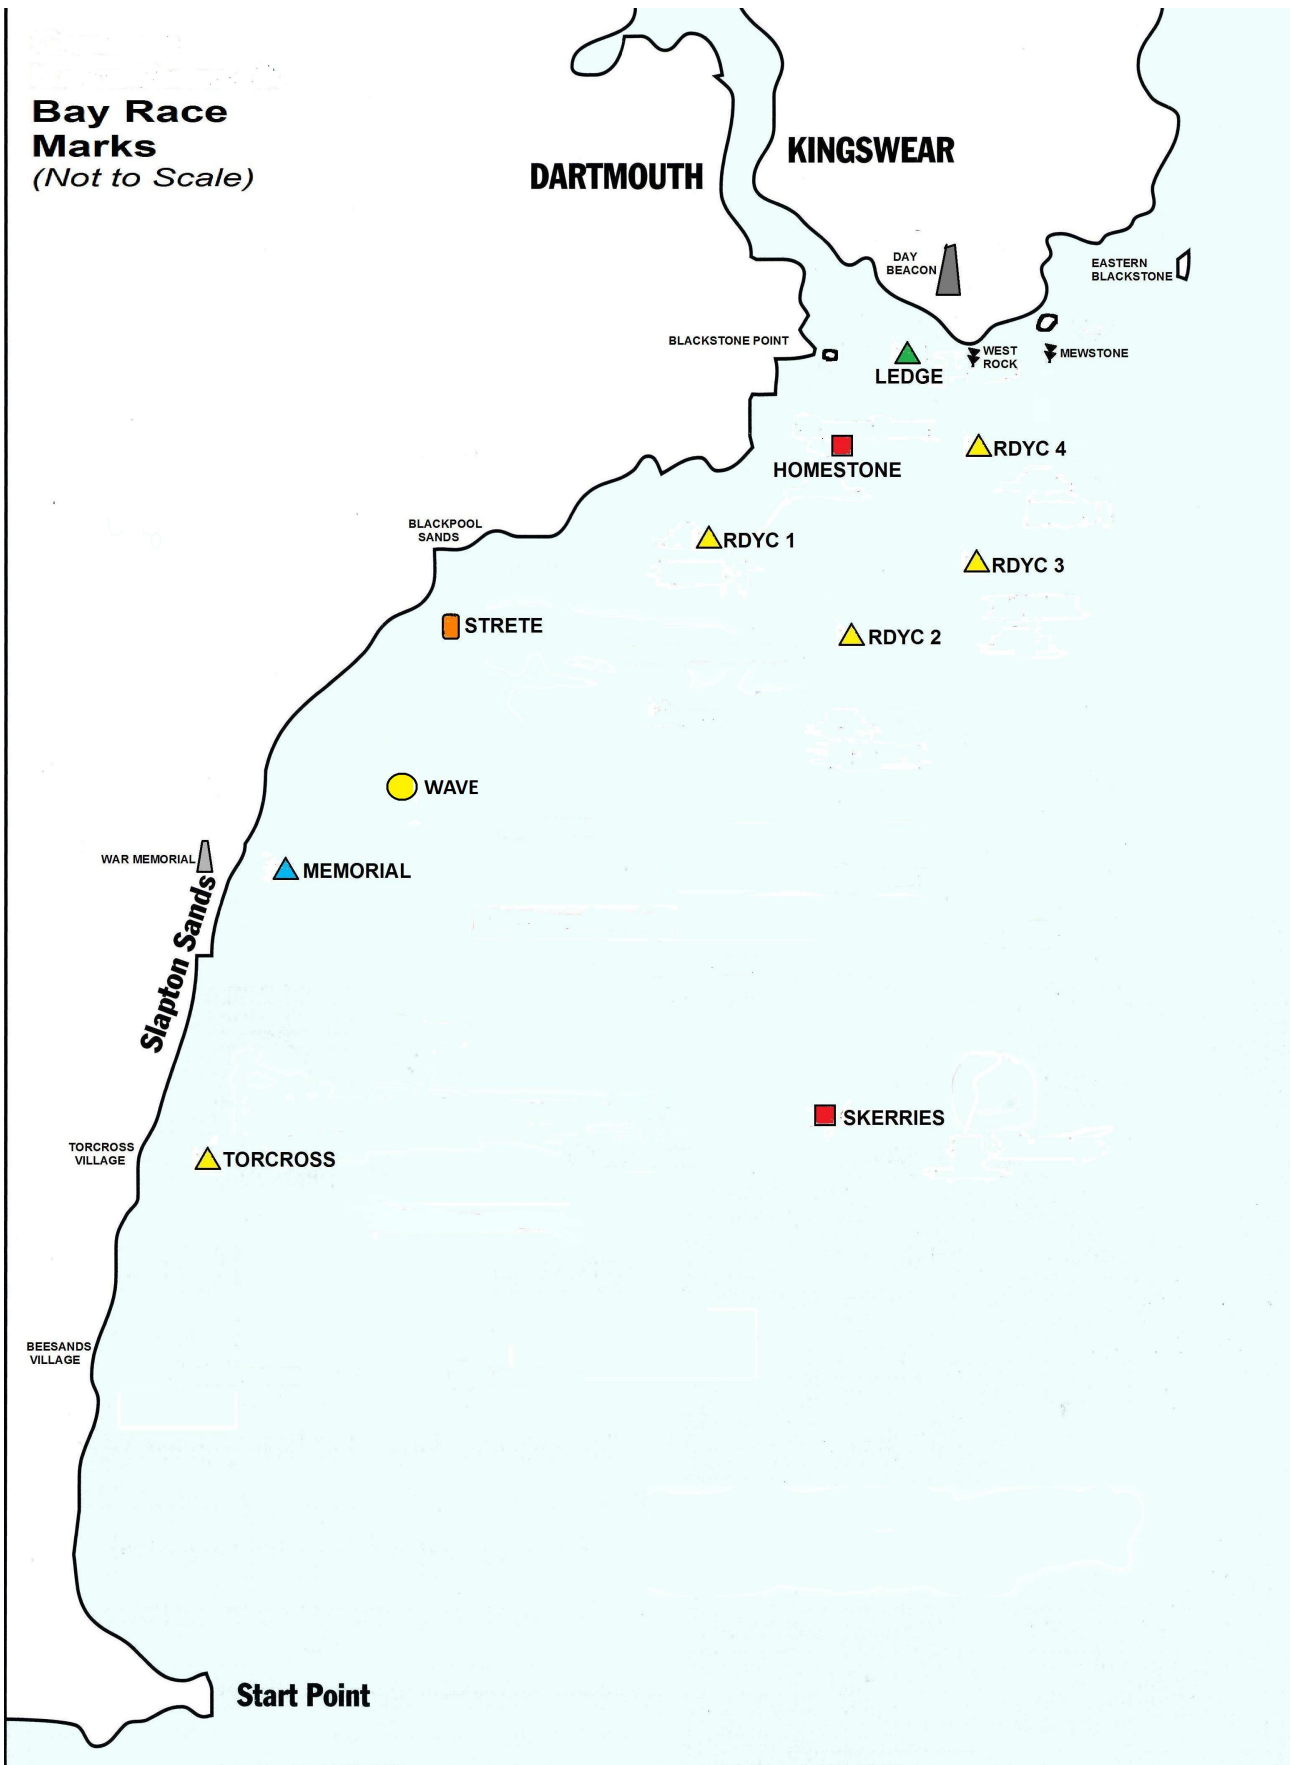 Bay Race
Marks
(Not to Scale)
KINGSWEAR
DARTMOUTH
DAY
BEACON
EASTERN
BLACKSTONE
BLACKSTONE POINT
WEST
ROCK
MEWSTONE
LEDGE
RDYC 4
HOMESTONE
BLACKPOOL
SANDS
RDYC 1
RDYC 3
STRETE
RDYC 2
WAVE
WAR MEMORIAL
MEMORIAL
Slapton Sands
SKERRIES
TORCROSS
VILLAGE
TORCROSS
BEESANDS
VILLAGE
Start Point